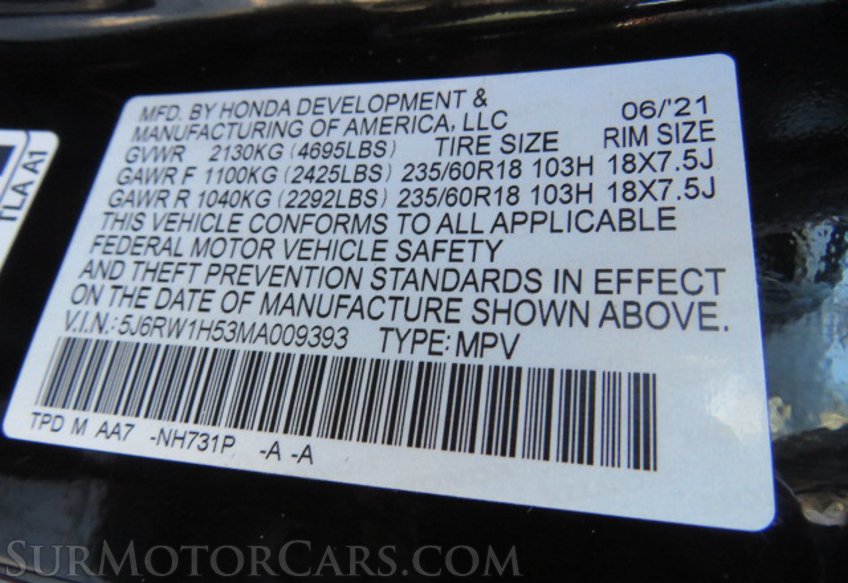 MFD. BY HONDA DEVELOPMENT & 06/'21
MANUFACTURING OF AMERICA, LLC
GVWR 2130KG (4695LBS) TIRE SIZE RIM SIZE
GAWR F 1100KG (2425LBS) 235/60R18 103H 18X7.5J
GAWR R 1040KG (2292LBS) 235/60R18 103H 18X7.5J
THIS VEHICLE CONFORMS TO ALL APPLICABLE
FEDERAL MOTOR VEHICLE SAFETY
AND THEFT PREVENTION STANDARDS IN EFFECT
ON THE DATE OF MANUFACTURE SHOWN ABOVE.
V.I.N.: 5J6RW1H53MA009393 TYPE: MPV
TPD M AA7 -NH731P -A -A
TLA A1
SURMOTORCARS.COM